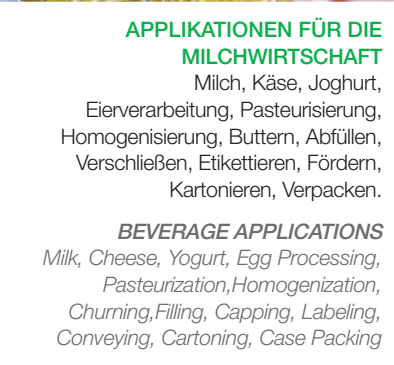 APPLIKATIONEN FÜR DIE
MILCHWIRTSCHAFT
Milch, Käse, Joghurt,
Eierverarbeitung, Pasteurisierung,
Homogenisierung, Buttern, Abfüllen,
Verschließen, Etikettieren, Fördern,
Kartonieren, Verpacken.
BEVERAGE APPLICATIONS
Milk, Cheese, Yogurt, Egg Processing,
Pasteurization,Homogenization,
Churning,Filling, Capping, Labeling,
Conveying, Cartoning, Case Packing